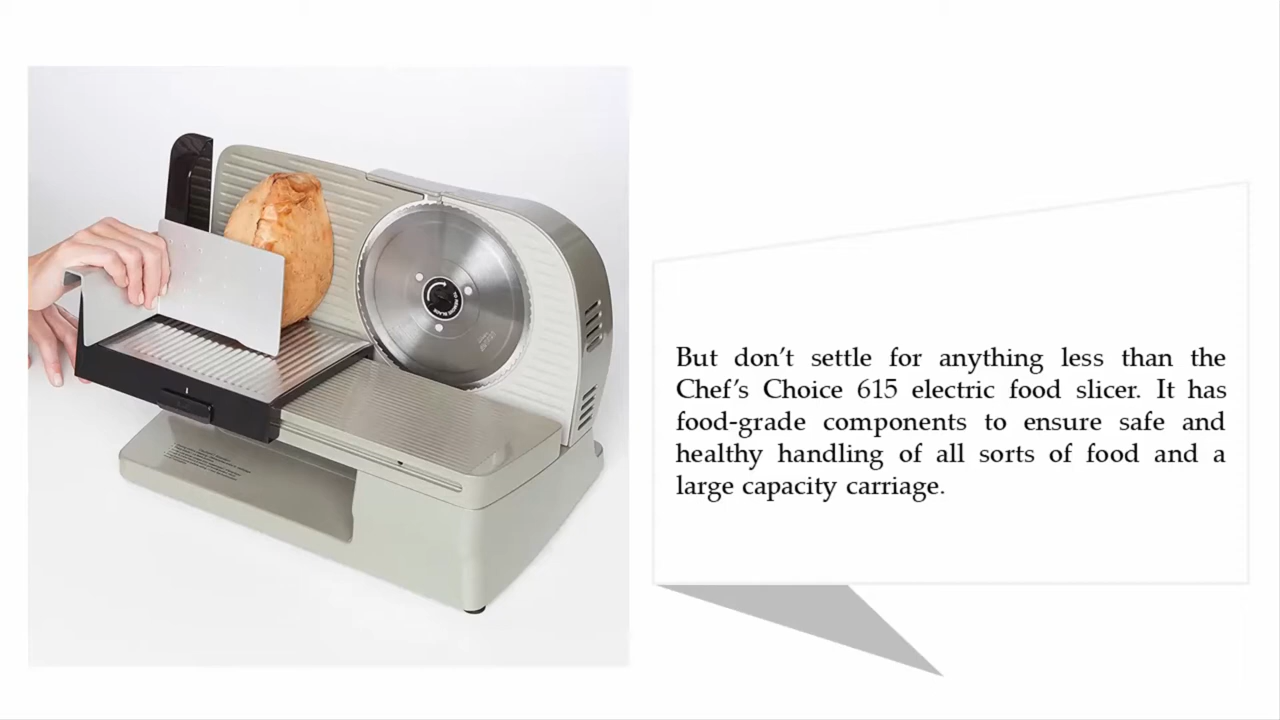 But don’t settle for anything less than the
Chef’s Choice 615 electric food slicer. It has
food-grade components to ensure safe and
healthy handling of all sorts of food and a
large capacity carriage.